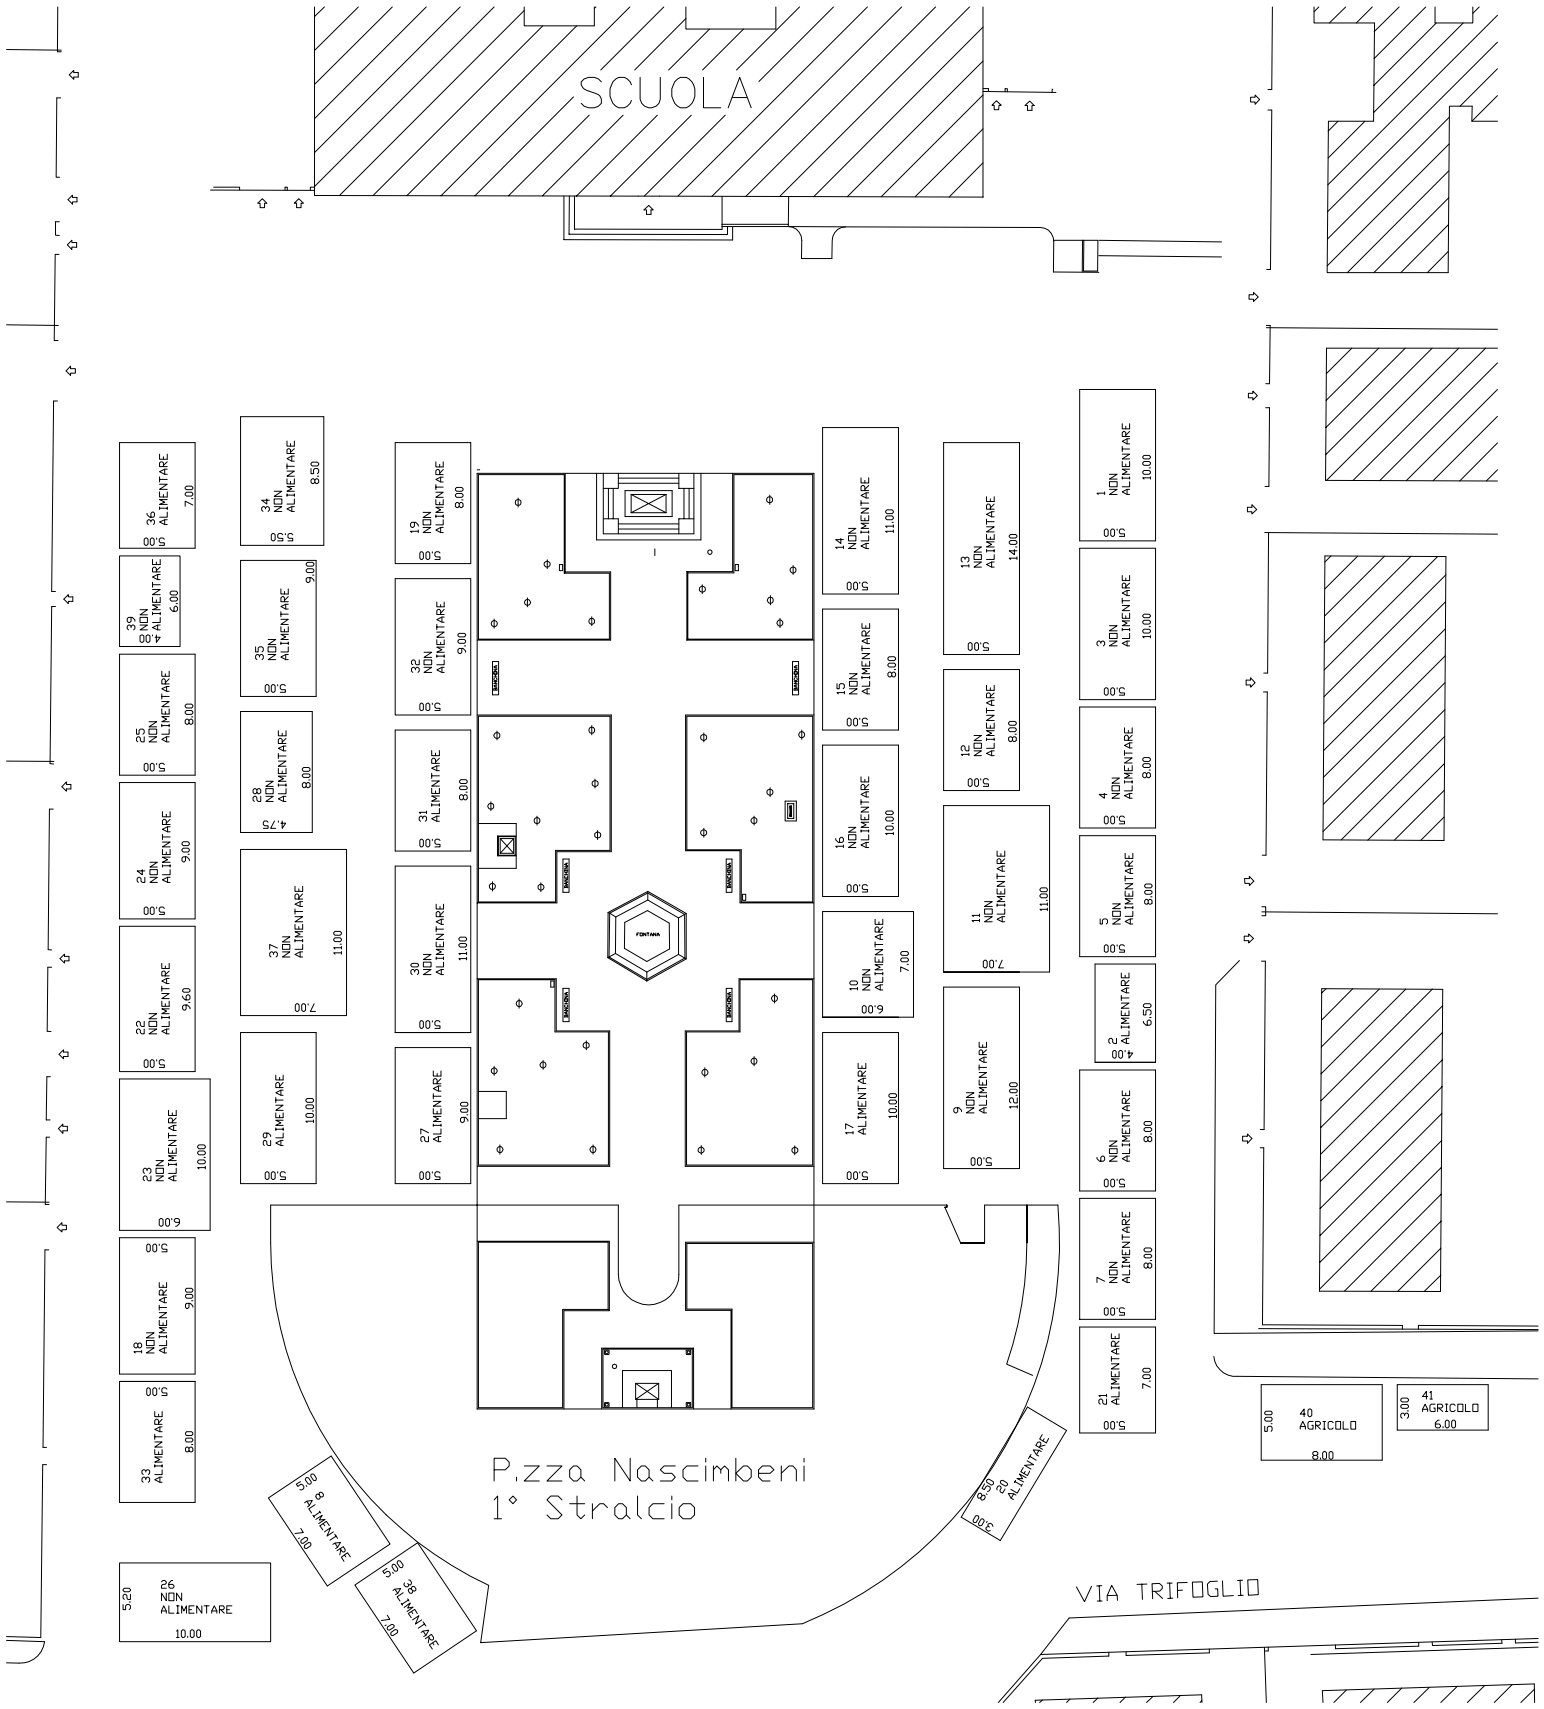 SCUOLA
36
ALIMENTARE
7.00
5.00
39
NON
ALIMENTARE
6.00
4.00
25
NON
ALIMENTARE
8.00
5.00
24
NON
ALIMENTARE
9.00
5.00
22
NON
ALIMENTARE
9.60
5.00
23
NON
ALIMENTARE
10.00
6.00
5.00
18
NON
ALIMENTARE
9.00
5.00
33
ALIMENTARE
8.00
5.20
26
NON
ALIMENTARE
10.00
34
NON
ALIMENTARE
8.50
5.50
35
NON
ALIMENTARE
9.00
5.00
28
NON
ALIMENTARE
8.00
4.75
37
NON
ALIMENTARE
11.00
7.00
29
ALIMENTARE
10.00
5.00
19
NON
ALIMENTARE
8.00
5.00
32
NON
ALIMENTARE
9.00
5.00
31
ALIMENTARE
8.00
5.00
30
NON
ALIMENTARE
11.00
5.00
27
ALIMENTARE
9.00
5.00
PANCHINA
PANCHINA
PANCHINA
PANCHINA
FONTANA
PANCHINA
PANCHINA
14
NON
ALIMENTARE
11.00
5.00
15
NON
ALIMENTARE
8.00
5.00
16
NON
ALIMENTARE
10.00
5.00
10
NON
ALIMENTARE
7.00
6.00
17
ALIMENTARE
10.00
5.00
13
NON
ALIMENTARE
14.00
5.00
12
NON
ALIMENTARE
8.00
5.00
11
NON
ALIMENTARE
11.00
7.00
9
NON
ALIMENTARE
12.00
5.00
1
NON
ALIMENTARE
10.00
5.00
3
NON
ALIMENTARE
10.00
5.00
4
NON
ALIMENTARE
8.00
5.00
5
NON
ALIMENTARE
8.00
5.00
2
ALIMENTARE
6.50
4.00
6
NON
ALIMENTARE
8.00
5.00
7
NON
ALIMENTARE
8.00
5.00
21
ALIMENTARE
7.00
5.00
5.00
40
AGRICOLO
8.00
3.00
41
AGRICOLO
6.00
5.00
8
ALIMENTARE
7.00
5.00
38
ALIMENTARE
7.00
8.50
20
ALIMENTARE
3.00
P.zza Nascimbeni
1° Stralcio
VIA TRIFOGLIO